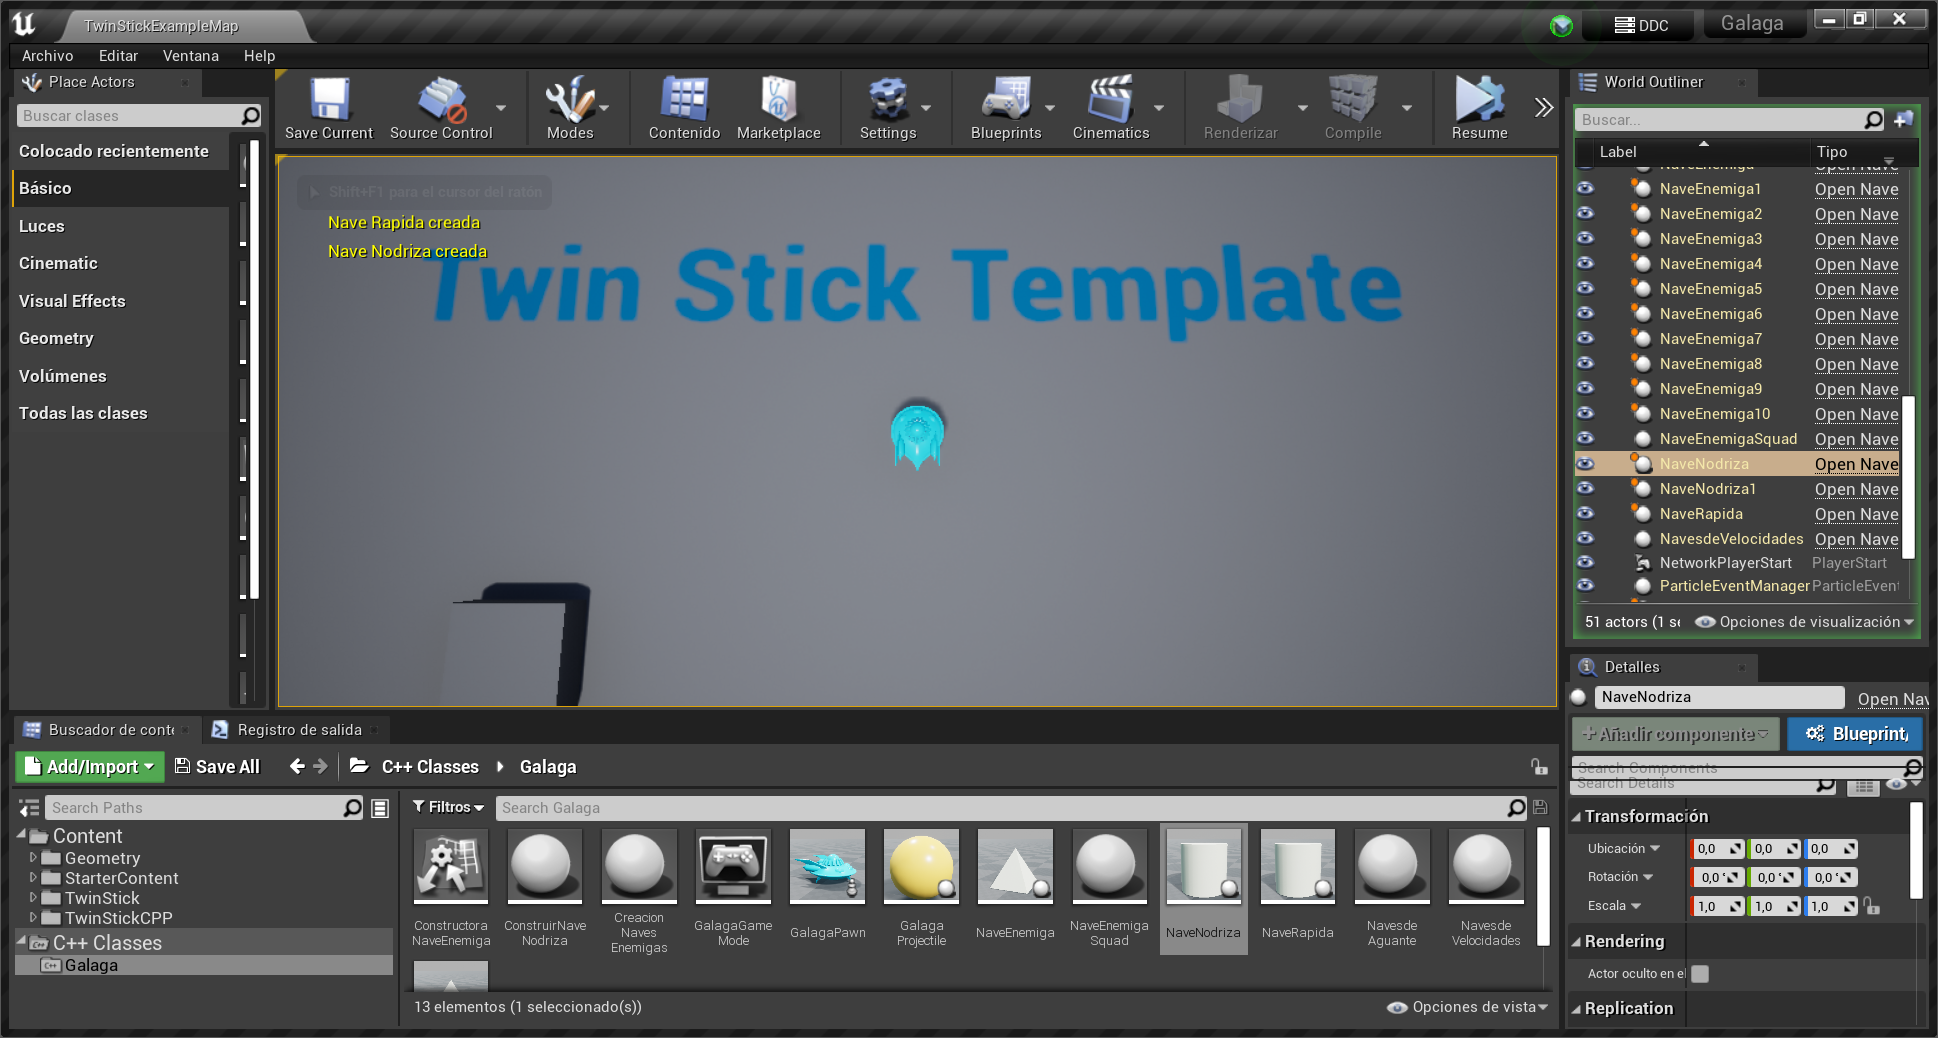 TwinStickExampleMap
DDC
Galaga
Archivo Editar Ventana Help
Place Actors
Buscar clases
Colocado recientemente
Básico
Luces
Cinematic
Visual Effects
Geometry
Volúmenes
Todas las clases
Save Current
Source Control
Modes
Contenido
Marketplace
Settings
Blueprints
Cinematics
Renderizar
Compile
Resume
Shift+F1 para el cursor del ratón
Nave Rapida creada
Nave Nodriza creada
Twin Stick Template
World Outliner
Buscar...
Label Tipo
NaveEnemiga Open Nave
NaveEnemiga1 Open Nave
NaveEnemiga2 Open Nave
NaveEnemiga3 Open Nave
NaveEnemiga4 Open Nave
NaveEnemiga5 Open Nave
NaveEnemiga6 Open Nave
NaveEnemiga7 Open Nave
NaveEnemiga8 Open Nave
NaveEnemiga9 Open Nave
NaveEnemiga10 Open Nave
NaveEnemigaSquad Open Nave
NaveNodriza Open Nave
NaveNodriza1 Open Nave
NaveRapida Open Nave
NavesdeVelocidades Open Nave
NetworkPlayerStart PlayerStart
ParticleEventManager ParticleEvent
51 actors (1 se Opciones de visualización
Detalles
NaveNodriza Open Nav
+Añadir componente Blueprint/
Search Components
Search Details
Transformación
Ubicación 0,0 0,0 0,0
Rotación 0,0 ° 0,0 ° 0,0 °
Escala 1,0 1,0 1,0
Rendering
Actor oculto en el
Replication
Buscador de conte
Registro de salida
Add/Import Save All C++ Classes Galaga
Search Paths
Filtros
Search Galaga
Content
Geometry
StarterContent
TwinStick
TwinStickCPP
C++ Classes
Galaga
Constructora
NaveEnemiga
ConstruirNave
Nodriza
Creacion
Naves
Enemigas
GalagaGame
Mode
GalagaPawn
Galaga
Projectile
NaveEnemiga
NaveEnemiga
Squad
NaveNodriza
NaveRapida
Navesde
Aguante
Navesde
Velocidades
13 elementos (1 seleccionado(s))
Opciones de vista